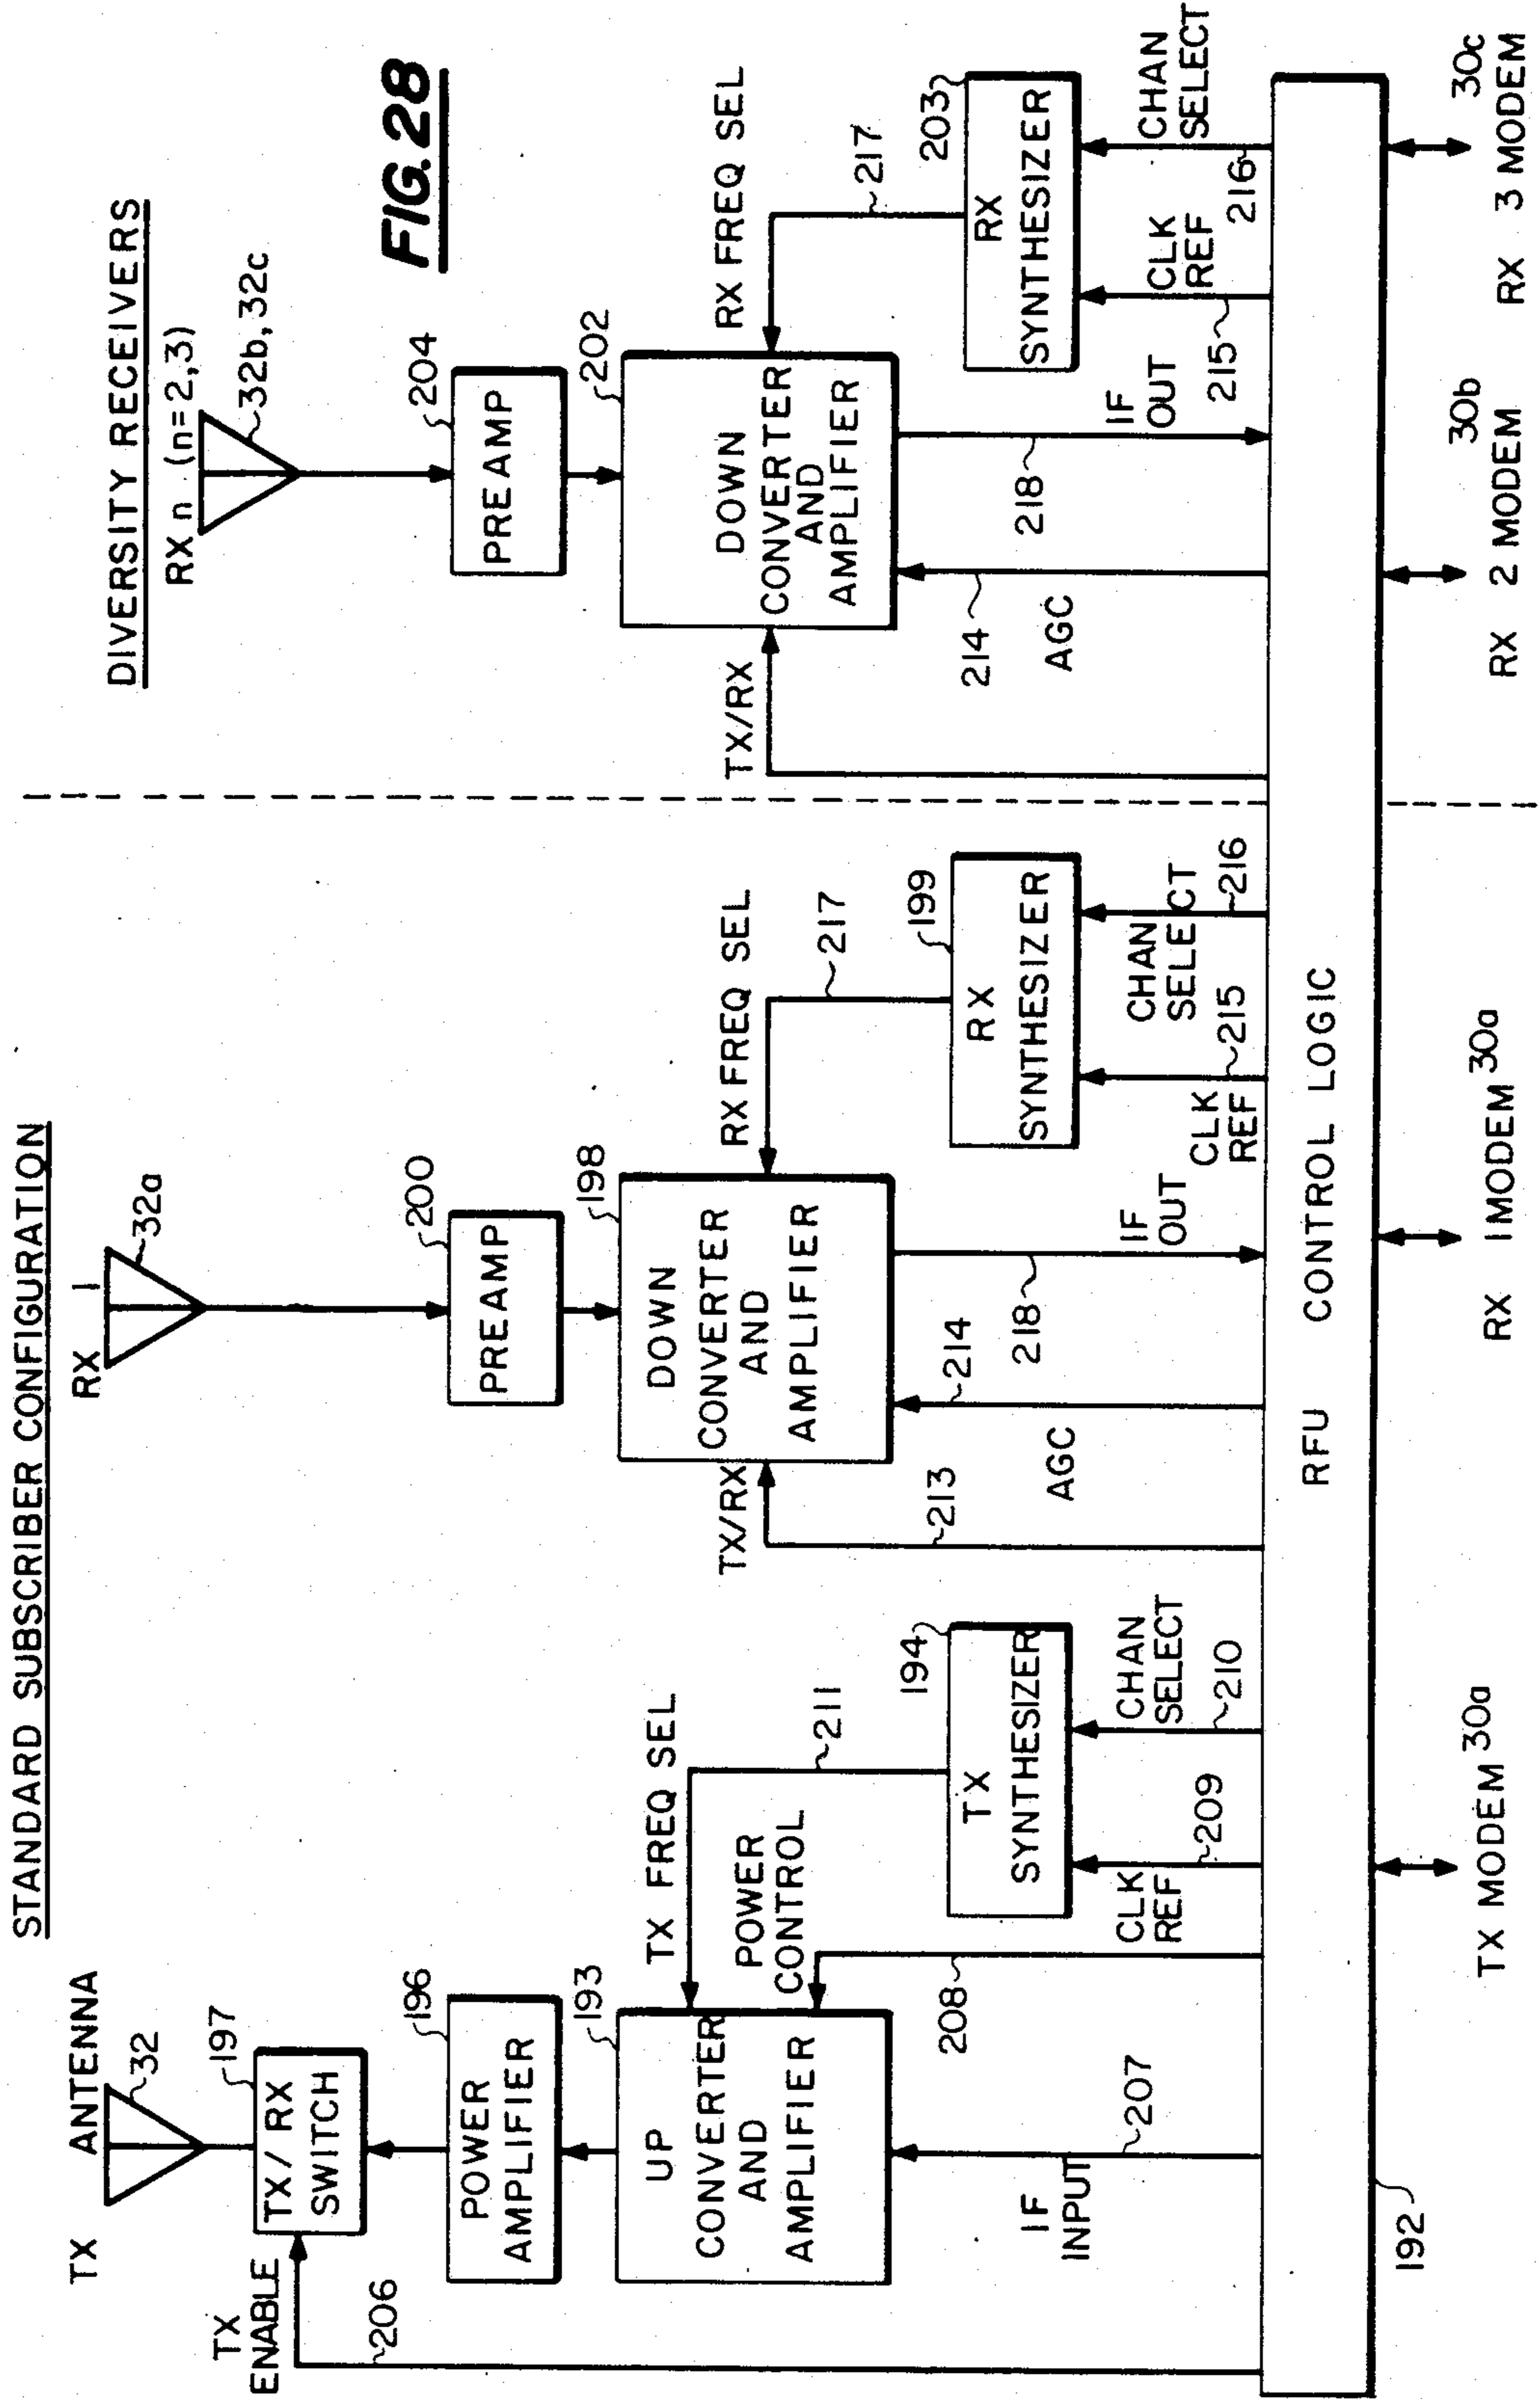 STANDARD SUBSCRIBER CONFIGURATION
DIVERSITY RECEIVERS
FIG. 28
TX ANTENNA
32
TX / RX
SWITCH
197
TX
ENABLE
206
POWER
AMPLIFIER
196
UP
CONVERTER
AND
AMPLIFIER
193
TX FREQ SEL
211
POWER
CONTROL
208
IF
INPUT
207
TX
SYNTHESIZER
194
CLK
REF
209
CHAN
SELECT
210
RX 1
32a
PREAMP
200
DOWN
CONVERTER
AND
AMPLIFIER
198
TX/RX
213
AGC
214
IF
OUT
218
RX FREQ SEL
217
RX
SYNTHESIZER
199
CLK
REF
215
CHAN
SELECT
216
RX n (n=2,3)
32b, 32c
PREAMP
204
DOWN
CONVERTER
AND
AMPLIFIER
202
TX/RX
AGC
214
IF
OUT
218
RX FREQ SEL
217
RX
SYNTHESIZER
203
CLK
REF
215
CHAN
SELECT
216
RFU CONTROL LOGIC
192
TX MODEM 30a
RX 1 MODEM 30a
RX 2 MODEM 30b
RX 3 MODEM 30c